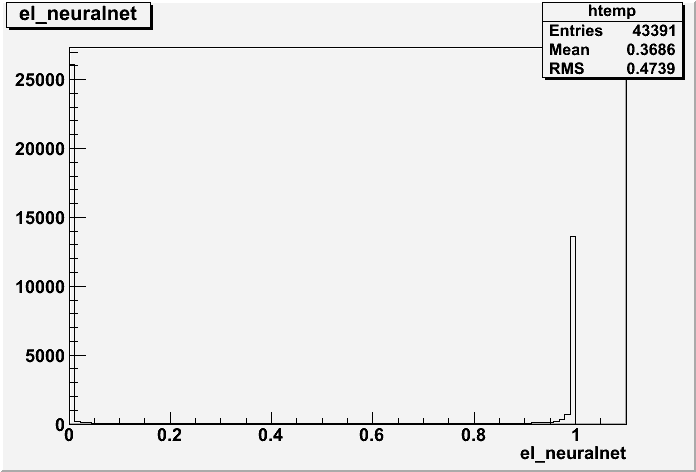 el_neuralnet
htemp
Entries 43391
Mean 0.3686
RMS 0.4739
25000
20000
15000
10000
5000
0
0 0.2 0.4 0.6 0.8 1
el_neuralnet